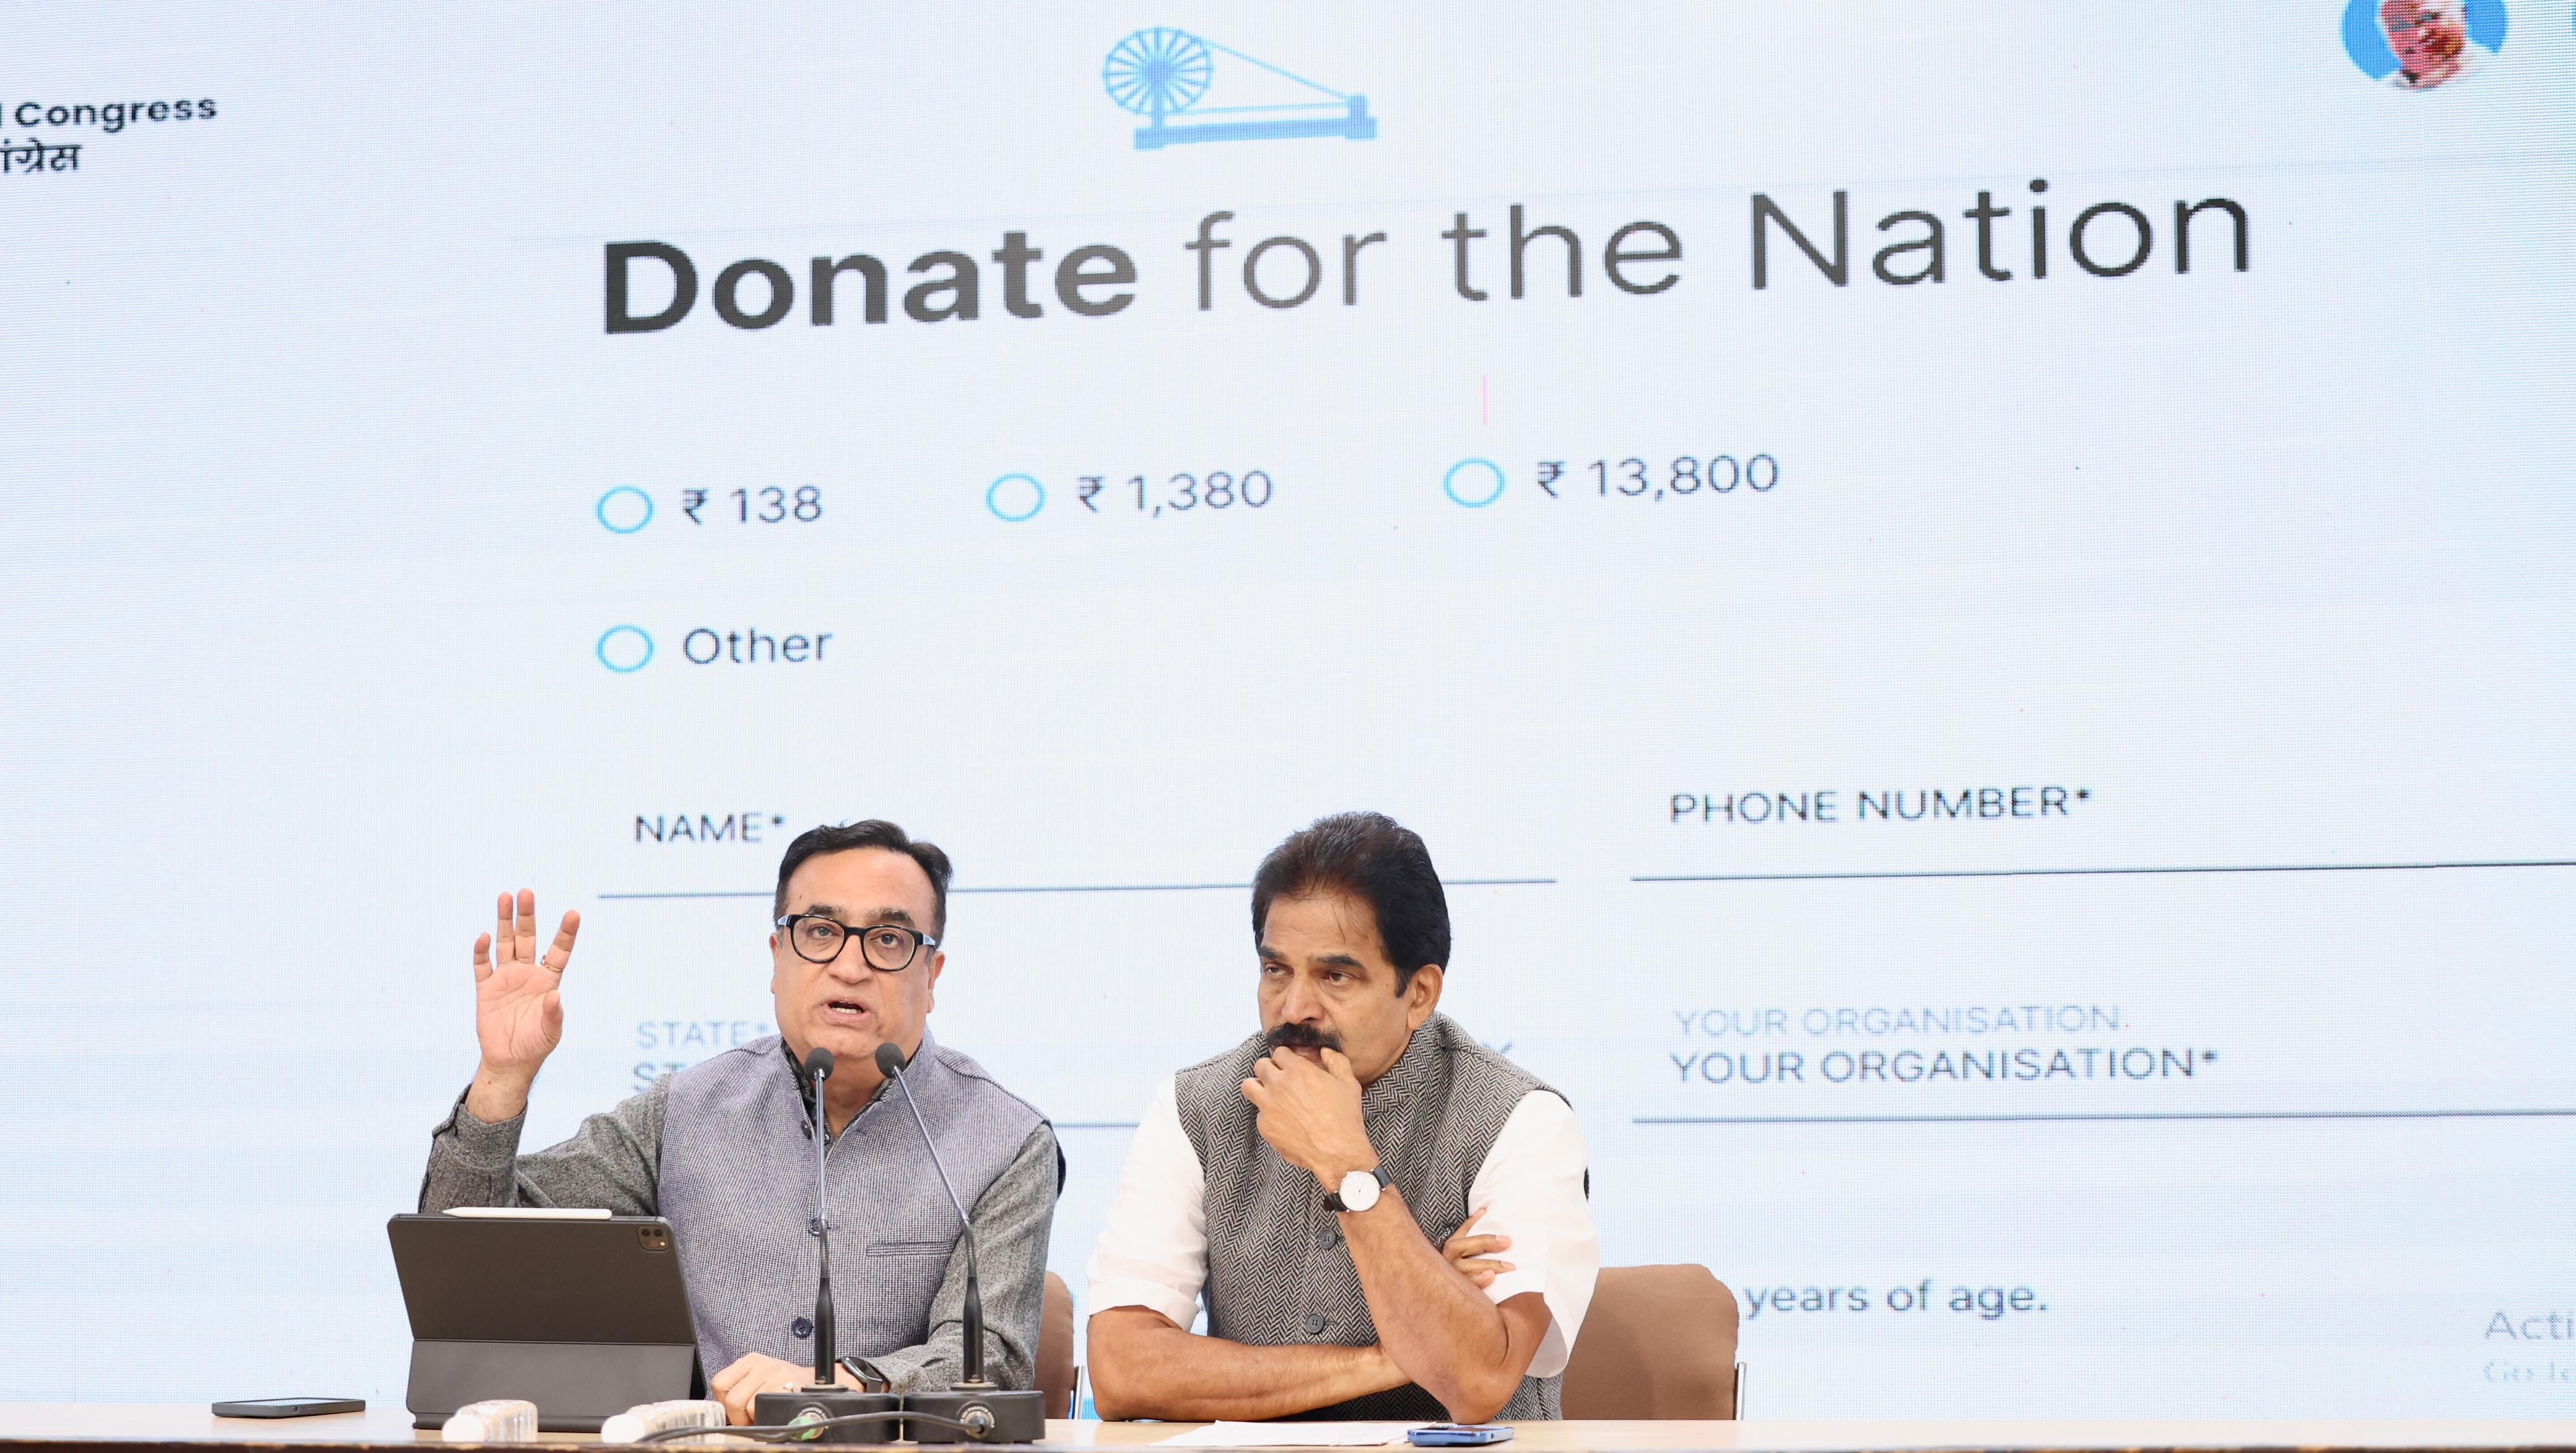 Congress
Donate for the Nation
₹ 138
₹ 1,380
₹ 13,800
Other
NAME*
PHONE NUMBER*
STATE*
YOUR ORGANISATION
YOUR ORGANISATION*
years of age.